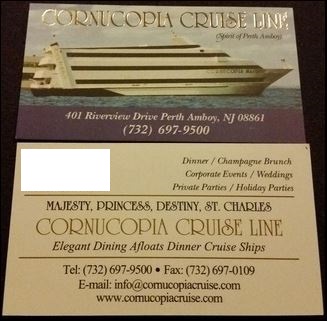 CORNUCOPIA CRUISE LINE
(Spirit of Perth Amboy)
CORNUCOPIA MAJESTY
401 Riverview Drive Perth Amboy, NJ 08861
(732) 697-9500
Dinner / Champagne Brunch
Corporate Events / Weddings
Private Parties / Holiday Parties
MAJESTY, PRINCESS, DESTINY, ST. CHARLES
CORNUCOPIA CRUISE LINE
Elegant Dining Afloats Dinner Cruise Ships
Tel: (732) 697-9500 • Fax: (732) 697-0109
E-mail: info@cornucopiacruise.com
www.cornucopiacruise.com